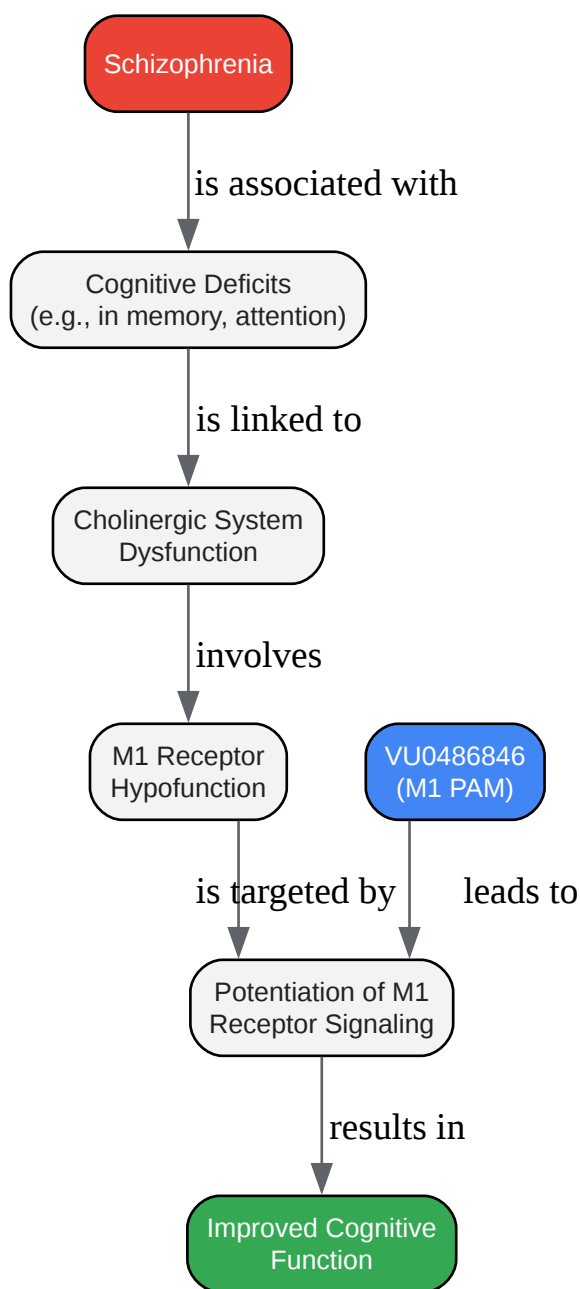 Schizophrenia
is associated with
Cognitive Deficits
(e.g., in memory, attention)
is linked to
Cholinergic System
Dysfunction
involves
M1 Receptor
Hypofunction
VU0486846
(M1 PAM)
is targeted by
leads to
Potentiation of M1
Receptor Signaling
results in
Improved Cognitive
Function